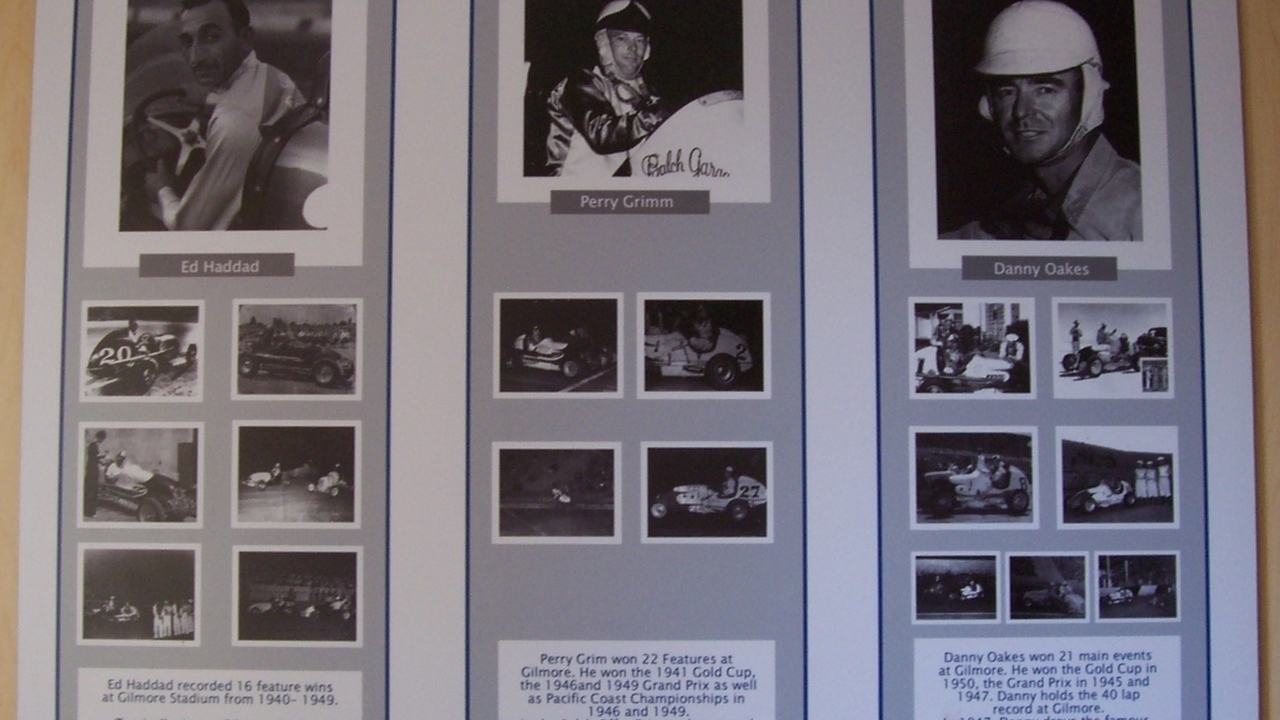 Balch Garag
Perry Grimm
Ed Haddad
Danny Oakes
20
2
27
Ed Haddad recorded 16 feature wins
at Gilmore Stadium from 1940- 1949.
Perry Grim won 22 Features at
Gilmore. He won the 1941 Gold Cup,
the 1946and 1949 Grand Prix as well
as Pacific Coast Championships in
1946 and 1949.
Danny Oakes won 21 main events
at Gilmore. He won the Gold Cup in
1950, the Grand Prix in 1945 and
1947. Danny holds the 40 lap
record at Gilmore.